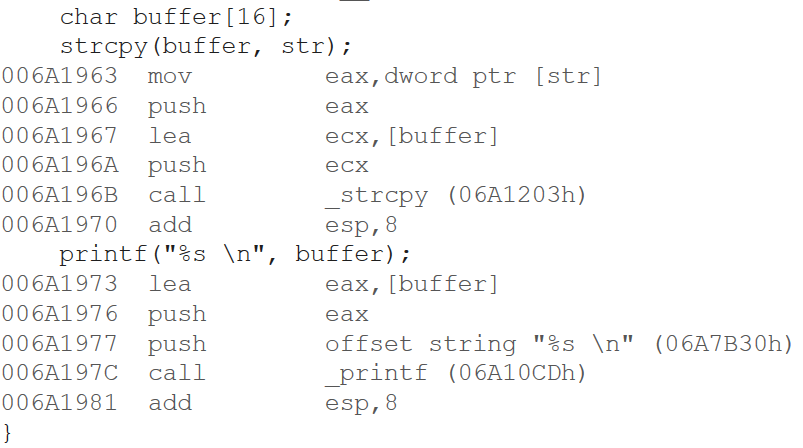 char buffer[16];
    strcpy(buffer, str);
006A1963  mov         eax,dword ptr [str]
006A1966  push        eax
006A1967  lea         ecx,[buffer]
006A196A  push        ecx
006A196B  call        _strcpy (06A1203h)
006A1970  add         esp,8
    printf("%s \n", buffer);
006A1973  lea         eax,[buffer]
006A1976  push        eax
006A1977  push        offset string "%s \n" (06A7B30h)
006A197C  call        _printf (06A10CDh)
006A1981  add         esp,8
}